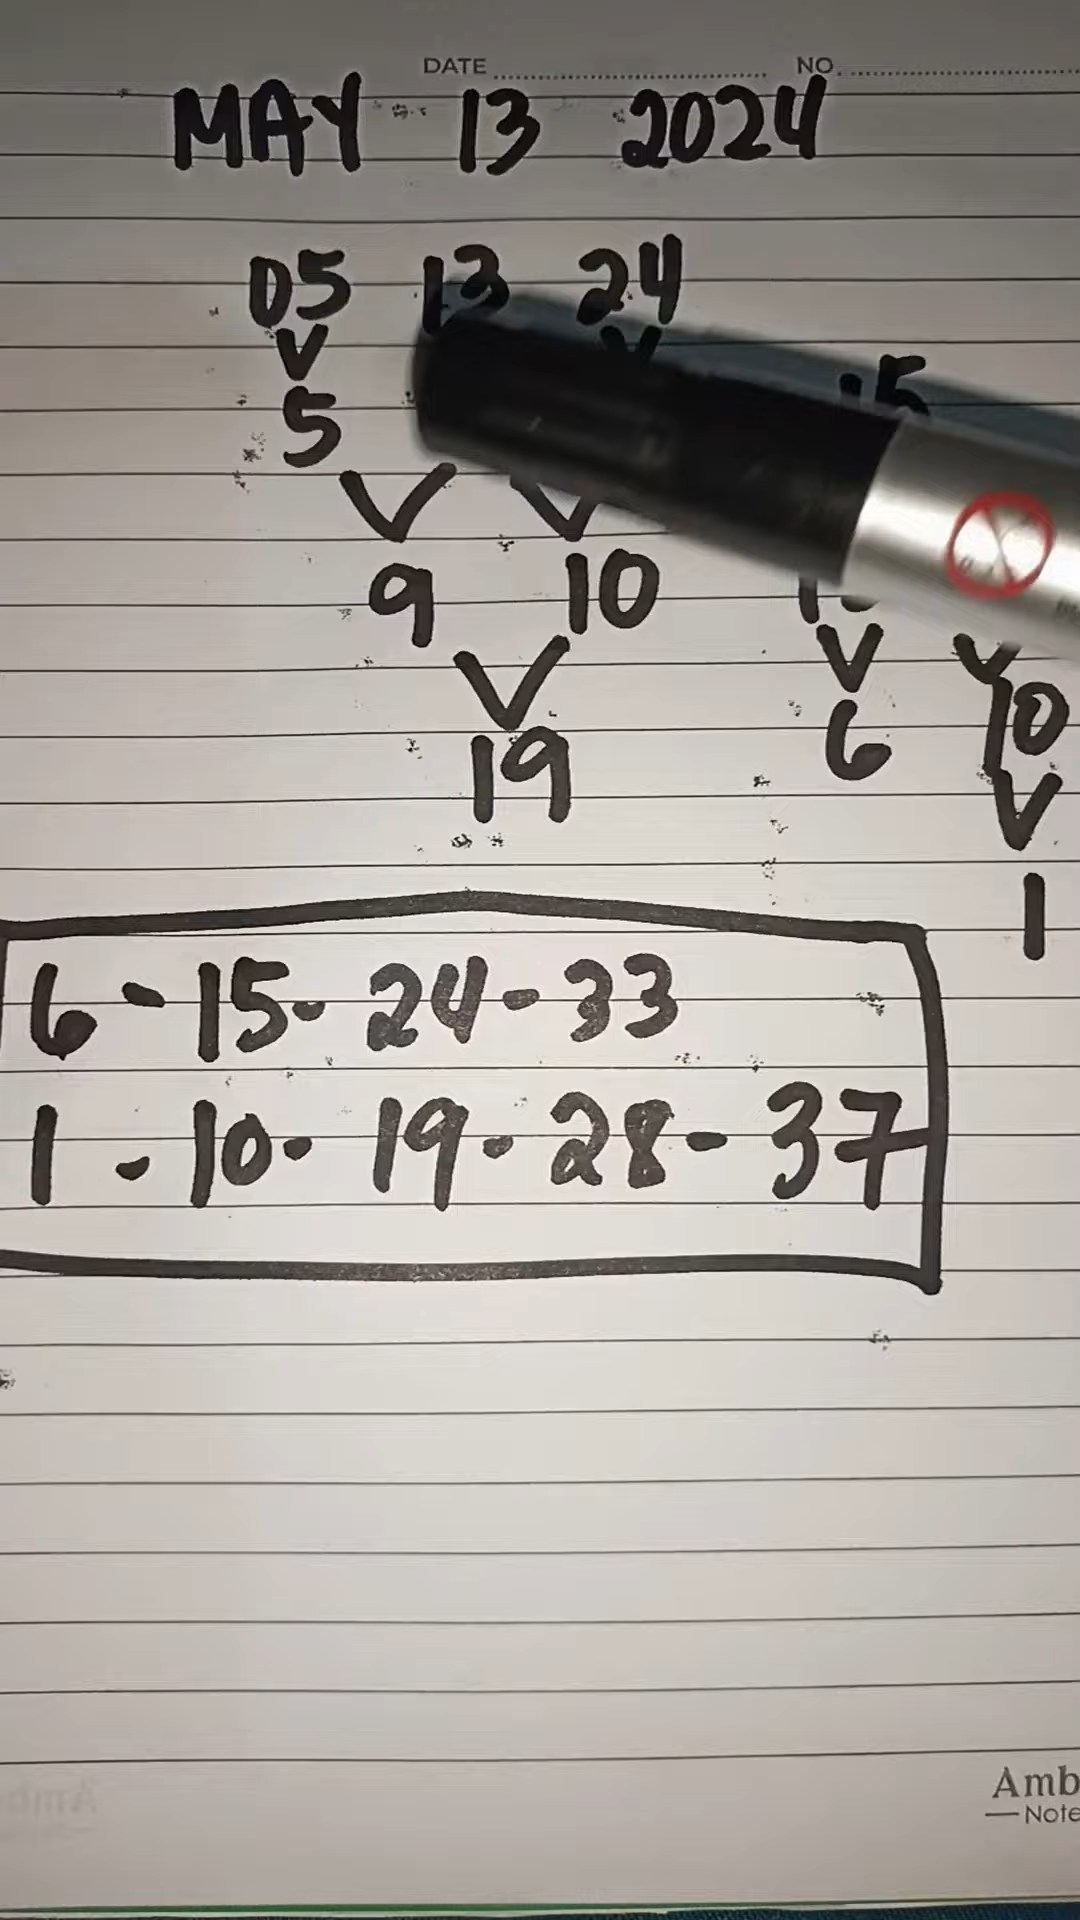 DATE NO.
MAY 13 2024
05 13 24
V V
15
5
V V
9 10
V V
19 6 10
V
1
6 - 15 - 24 - 33
1 - 10 - 19 - 28 - 37
Amb
Note